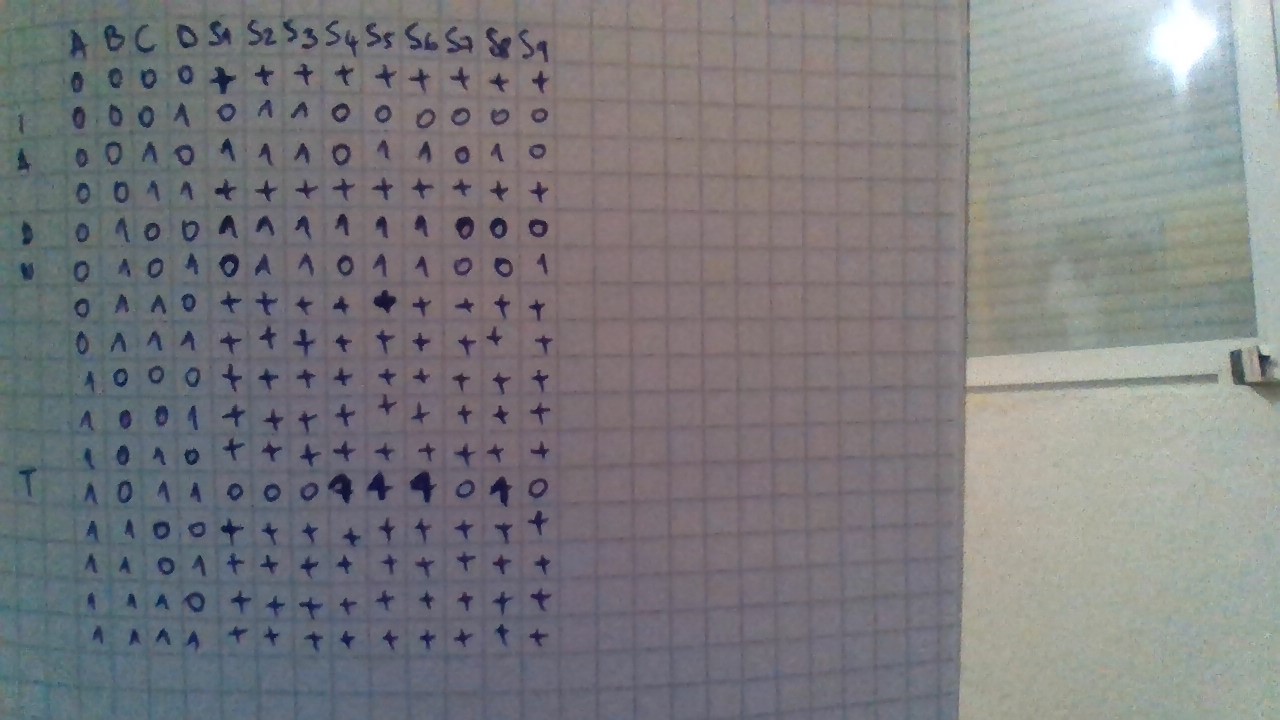 A B C D S1 S2 S3 S4 S5 S6 S7 S8 S9
0 0 0 0 + + + + + + + + +
I 0 0 0 1 0 1 1 0 0 0 0 0 0
A 0 0 1 0 1 1 1 0 1 1 0 1 0
0 0 1 1 + + + + + + + + +
D 0 1 0 0 1 1 1 1 1 1 0 0 0
N 0 1 0 1 0 1 1 0 1 1 0 0 1
0 1 1 0 + + + + + + + + +
0 1 1 1 + + + + + + + + +
1 0 0 0 + + + + + + + + +
1 0 0 1 + + + + + + + + +
1 0 1 0 + + + + + + + + +
T 1 0 1 1 0 0 0 1 1 1 0 1 0
1 1 0 0 + + + + + + + + +
1 1 0 1 + + + + + + + + +
1 1 1 0 + + + + + + + + +
1 1 1 1 + + + + + + + + +